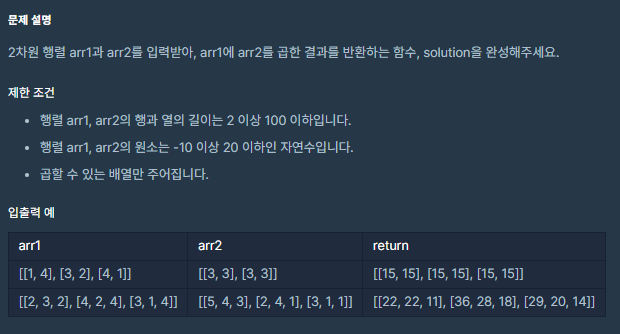 문제 설명
2차원 행렬 arr1과 arr2를 입력받아, arr1에 arr2를 곱한 결과를 반환하는 함수, solution을 완성해주세요.
제한 조건
• 행렬 arr1, arr2의 행과 열의 길이는 2 이상 100 이하입니다.
• 행렬 arr1, arr2의 원소는 -10 이상 20 이하인 자연수입니다.
• 곱할 수 있는 배열만 주어집니다.
입출력 예
arr1 arr2 return
[[1, 4], [3, 2], [4, 1]] [[3, 3], [3, 3]] [[15, 15], [15, 15], [15, 15]]
[[2, 3, 2], [4, 2, 4], [3, 1, 4]] [[5, 4, 3], [2, 4, 1], [3, 1, 1]] [[22, 22, 11], [36, 28, 18], [29, 20, 14]]